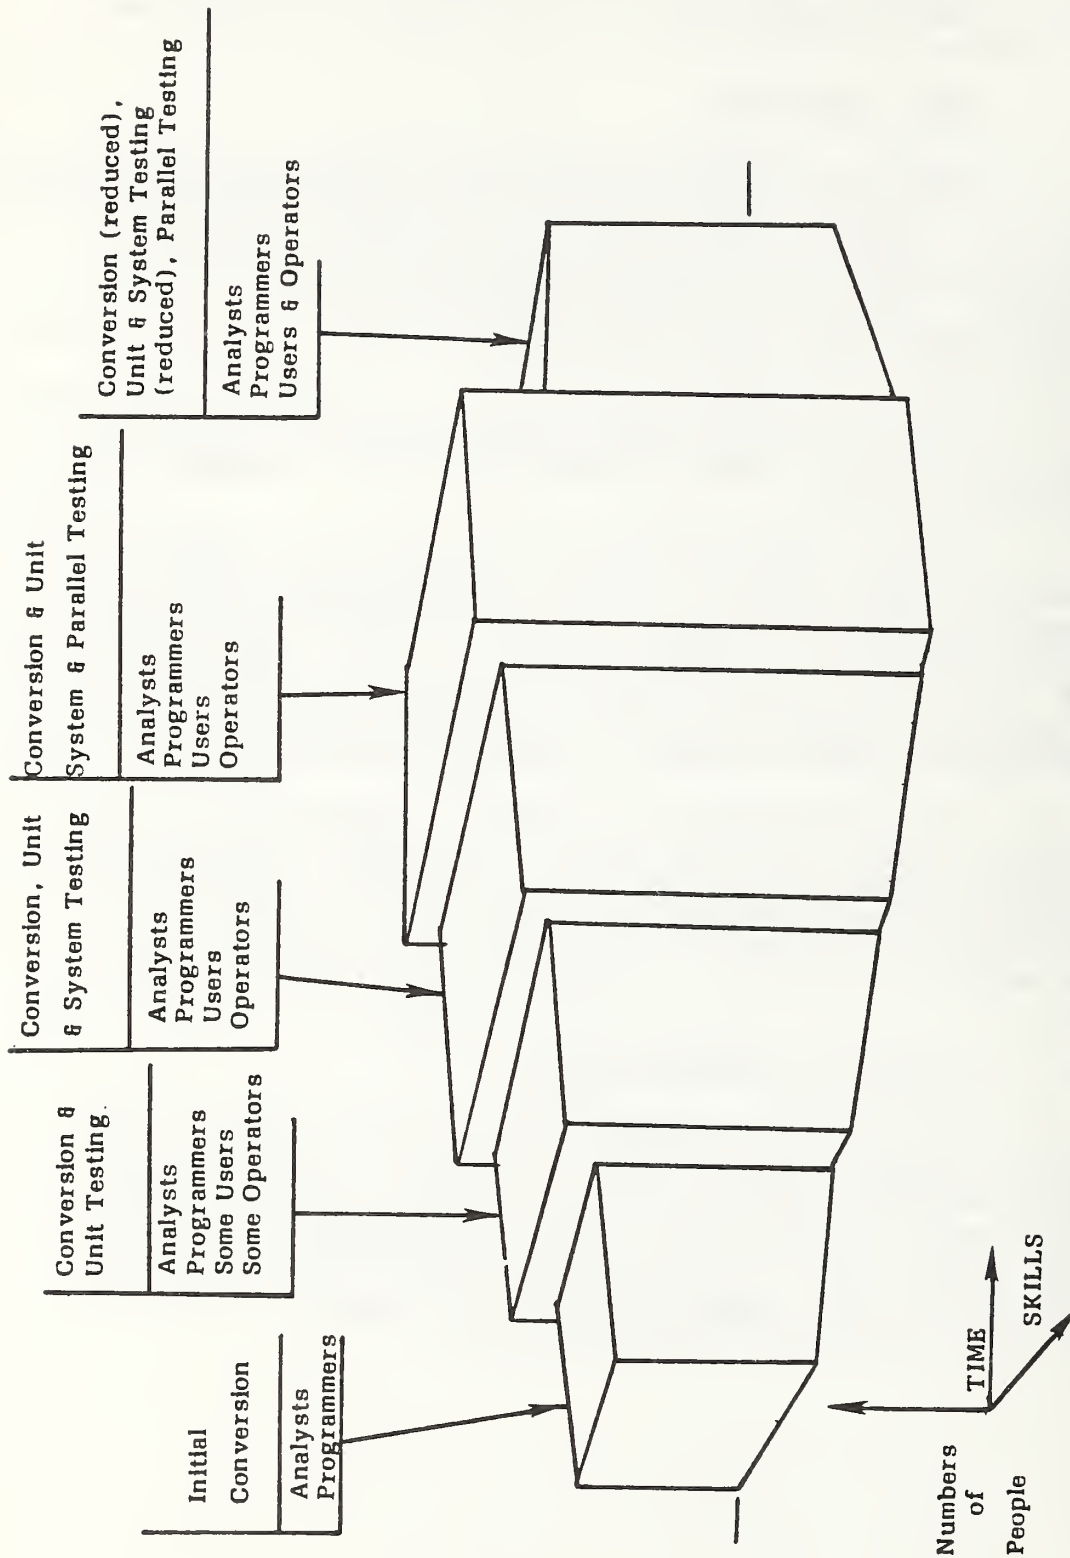 Initial
Conversion
Analysts
Programmers
Conversion &
Unit Testing.
Analysts
Programmers
Some Users
Some Operators
Conversion, Unit
& System Testing
Analysts
Programmers
Users
Operators
Conversion & Unit
System & Parallel Testing
Analysts
Programmers
Users
Operators
Conversion (reduced),
Unit & System Testing
(reduced), Parallel Testing
Analysts
Programmers
Users & Operators
Numbers
of
People
TIME
SKILLS